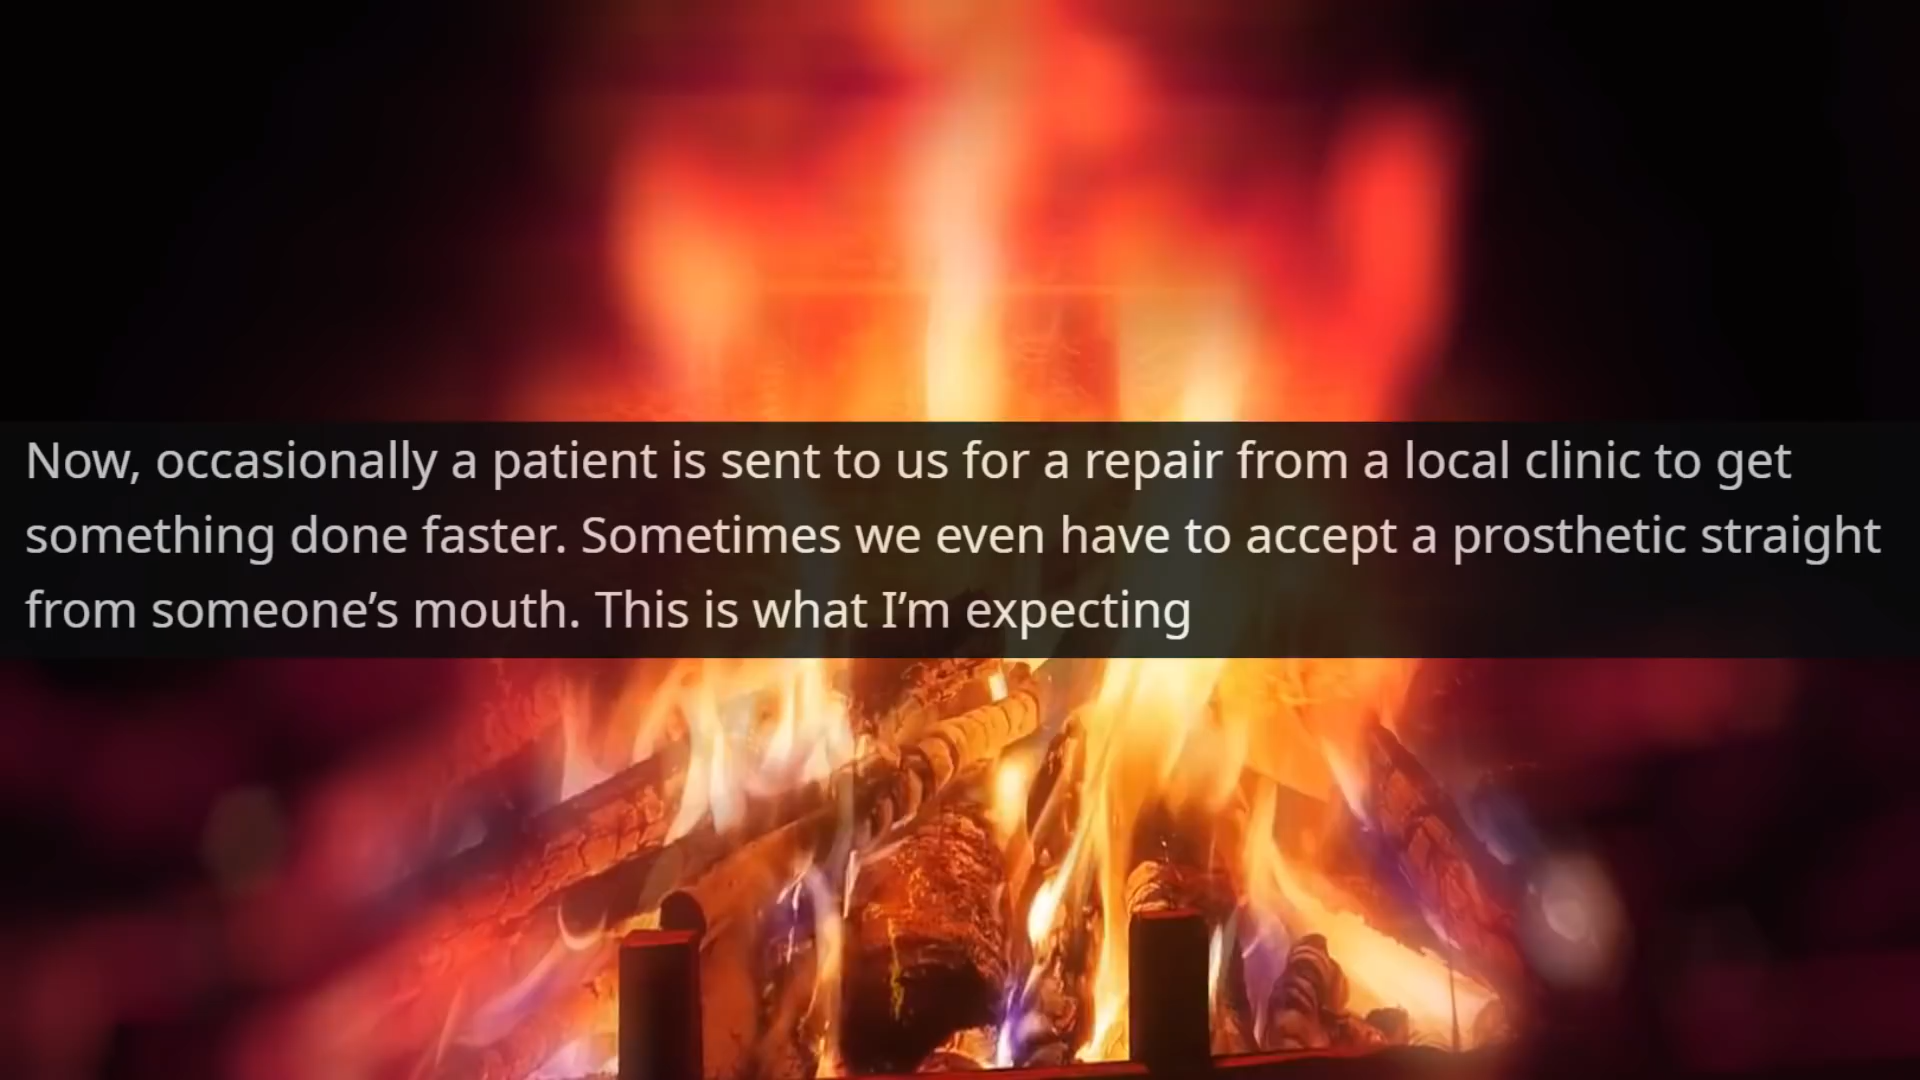 Now, occasionally a patient is sent to us for a repair from a local clinic to get
something done faster. Sometimes we even have to accept a prosthetic straight
from someone’s mouth. This is what I’m expecting